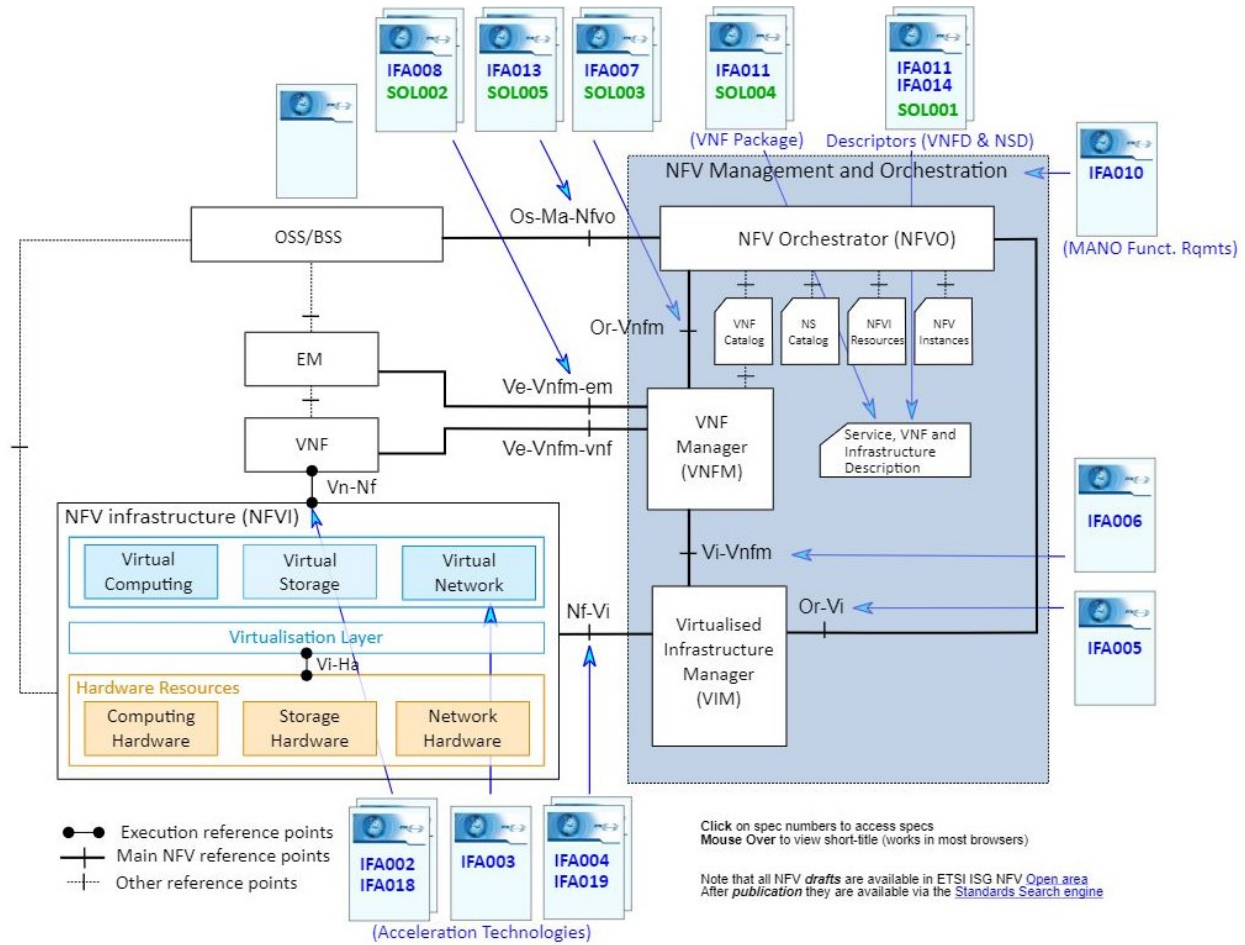 IFA008
SOL002
IFA013
SOL005
IFA007
SOL003
IFA011
SOL004
IFA011
IFA014
SOL001
(VNF Package)
Descriptors (VNFD & NSD)
NFV Management and Orchestration
IFA010
(MANO Funct. Rqmts)
OSS/BSS
Os-Ma-Nfvo
NFV Orchestrator (NFVO)
Or-Vnfm
VNF
Catalog
NS
Catalog
NFVI
Resources
NFV
Instances
EM
Ve-Vnfm-em
VNF
Ve-Vnfm-vnf
VNF
Manager
(VNFM)
Service, VNF and
Infrastructure
Description
Vn-Nf
NFV infrastructure (NFVI)
Virtual
Computing
Virtual
Storage
Virtual
Network
Vi-Vnfm
IFA006
Nf-Vi
Or-Vi
IFA005
Virtualisation Layer
Vi-Ha
Virtualised
Infrastructure
Manager
(VIM)
Hardware Resources
Computing
Hardware
Storage
Hardware
Network
Hardware
Execution reference points
Main NFV reference points
Other reference points
IFA002
IFA018
IFA003
IFA004
IFA019
(Acceleration Technologies)
Click on spec numbers to access specs
Mouse Over to view short-title (works in most browsers)
Note that all NFV drafts are available in ETSI ISG NFV Open area
After publication they are available via the Standards Search engine